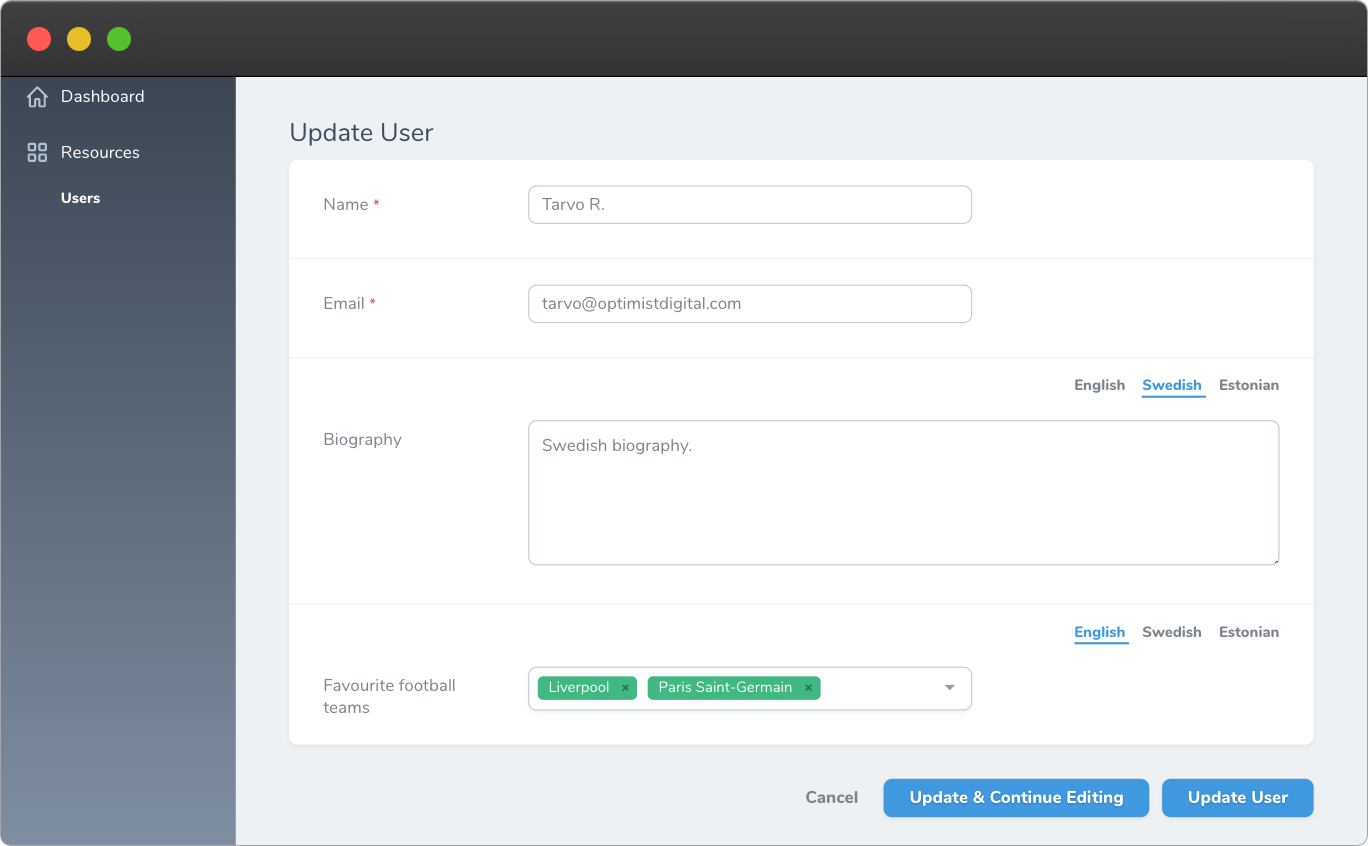 Dashboard
Resources
Users
Update User
Name *
Tarvo R.
Email *
tarvo@optimistdigital.com
English Swedish Estonian
Biography
Swedish biography.
English Swedish Estonian
Favourite football
teams
Liverpool × Paris Saint-Germain ×
Cancel Update & Continue Editing Update User